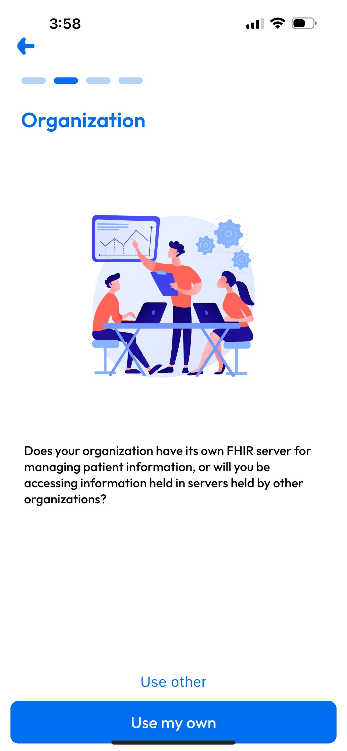 3:58
Organization
Does your organization have its own FHIR server for
managing patient information, or will you be
accessing information held in servers held by other
organizations?
Use other
Use my own